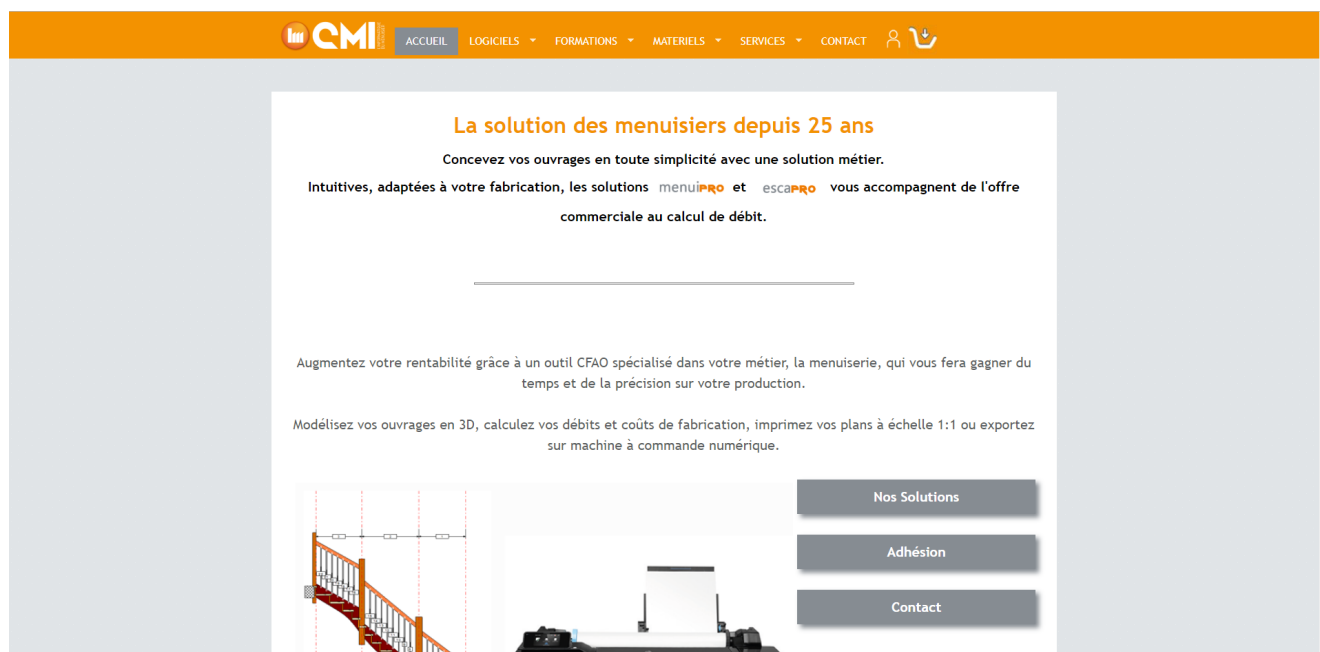 CMI
ACCUEIL LOGICIELS FORMATIONS MATERIELS SERVICES CONTACT
La solution des menuisiers depuis 25 ans
Concevez vos ouvrages en toute simplicité avec une solution métier.
Intuitives, adaptées à votre fabrication, les solutions menuiPRO et escaPRO vous accompagnent de l'offre
commerciale au calcul de débit.
Augmentez votre rentabilité grâce à un outil CFAO spécialisé dans votre métier, la menuiserie, qui vous fera gagner du
temps et de la précision sur votre production.
Modélisez vos ouvrages en 3D, calculez vos débits et coûts de fabrication, imprimez vos plans à échelle 1:1 ou exportez
sur machine à commande numérique.
Nos Solutions
Adhésion
Contact